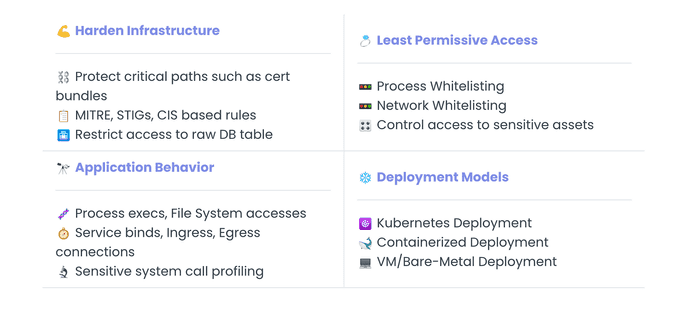 Harden Infrastructure
Protect critical paths such as cert
bundles
MITRE, STIGs, CIS based rules
Restrict access to raw DB table
Least Permissive Access
Process Whitelisting
Network Whitelisting
Control access to sensitive assets
Application Behavior
Process execs, File System accesses
Service binds, Ingress, Egress
connections
Sensitive system call profiling
Deployment Models
Kubernetes Deployment
Containerized Deployment
VM/Bare-Metal Deployment